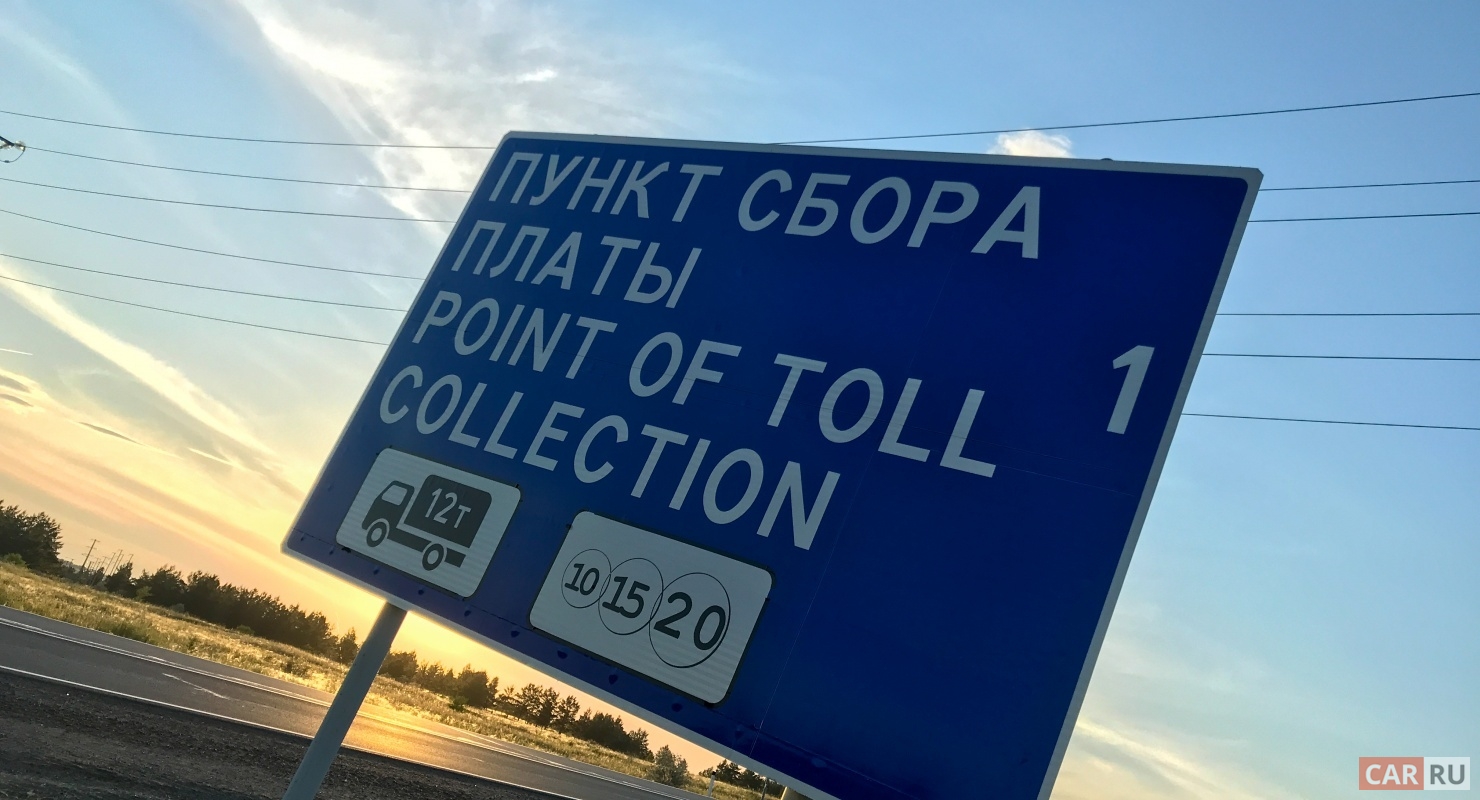 ПУНКТ СБОРА
ПЛАТЫ
POINT OF TOLL 1
COLLECTION
12т
10 15 20
CAR RU